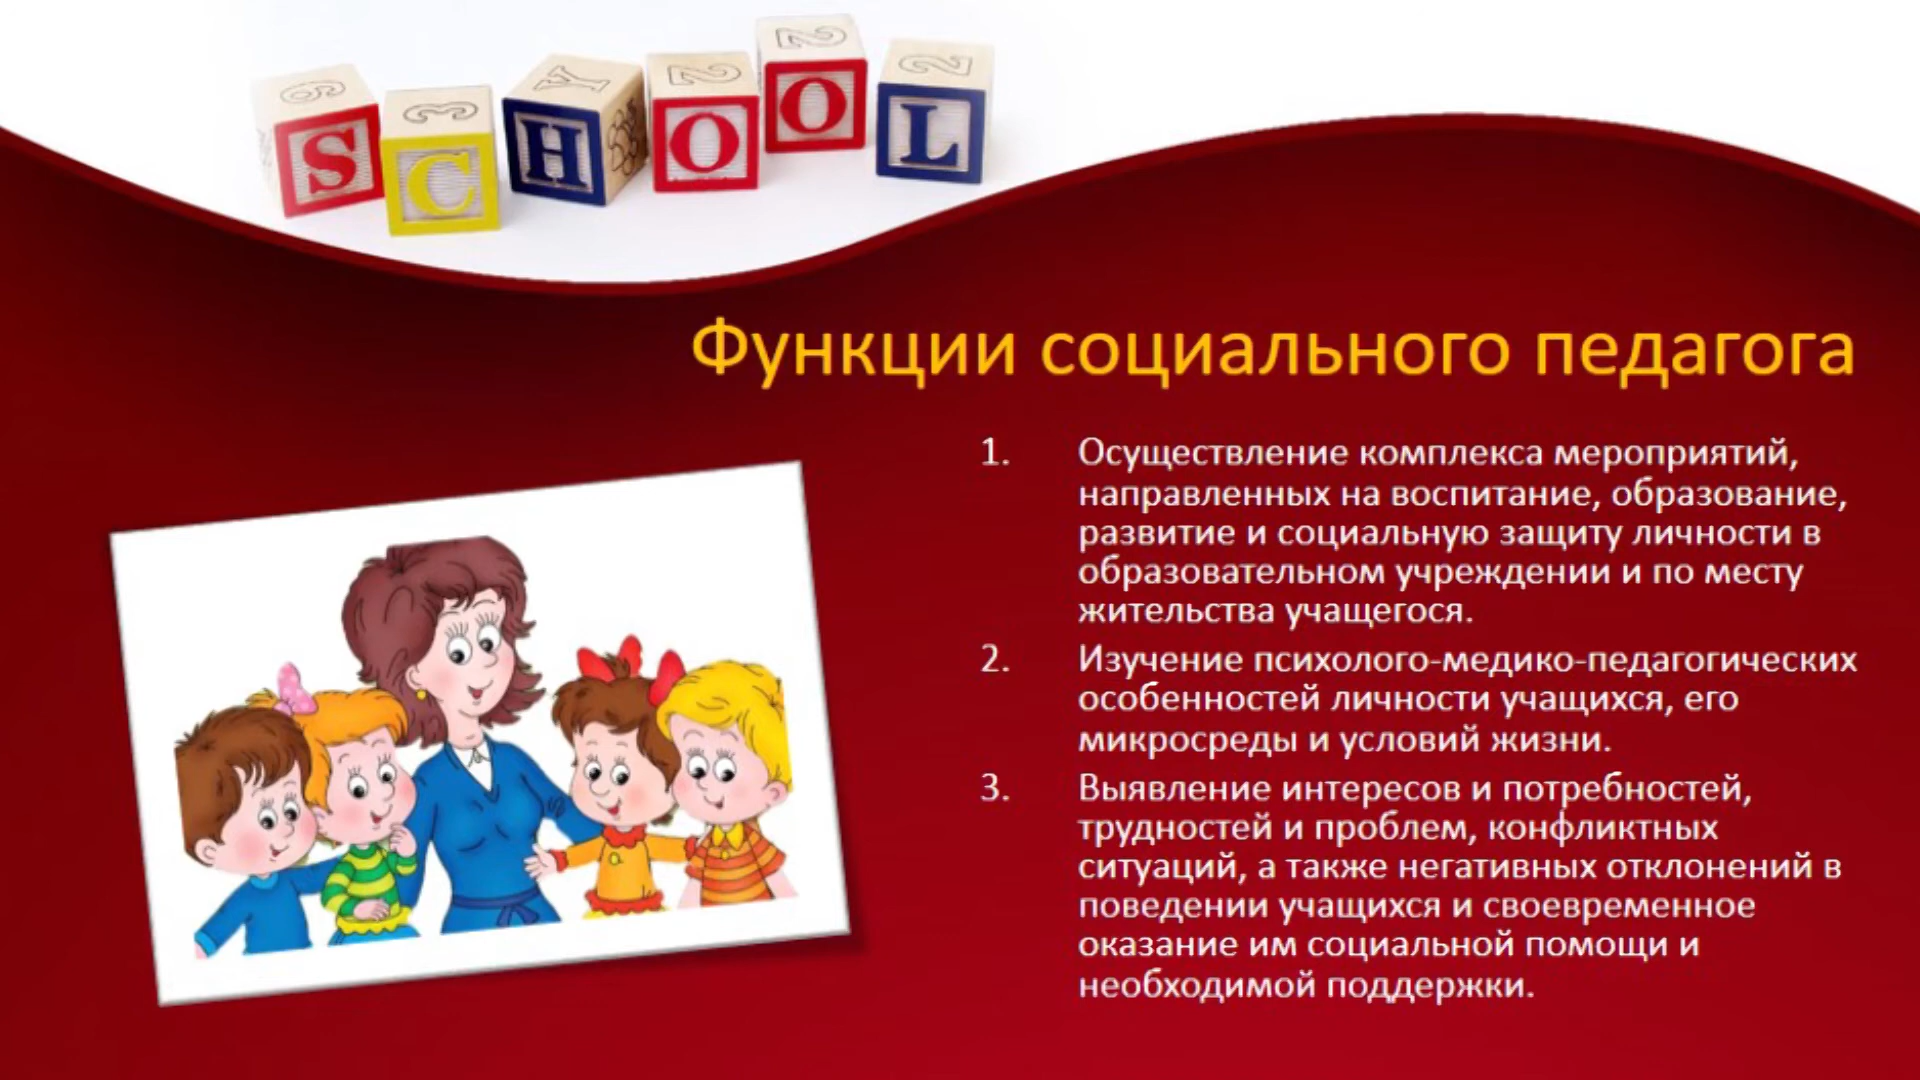 SCHOOL
Функции социального педагога
1. Осуществление комплекса мероприятий,
направленных на воспитание, образование,
развитие и социальную защиту личности в
образовательном учреждении и по месту
жительства учащегося.
2. Изучение психолого-медико-педагогических
особенностей личности учащихся, его
микросреды и условий жизни.
3. Выявление интересов и потребностей,
трудностей и проблем, конфликтных
ситуаций, а также негативных отклонений в
поведении учащихся и своевременное
оказание им социальной помощи и
необходимой поддержки.